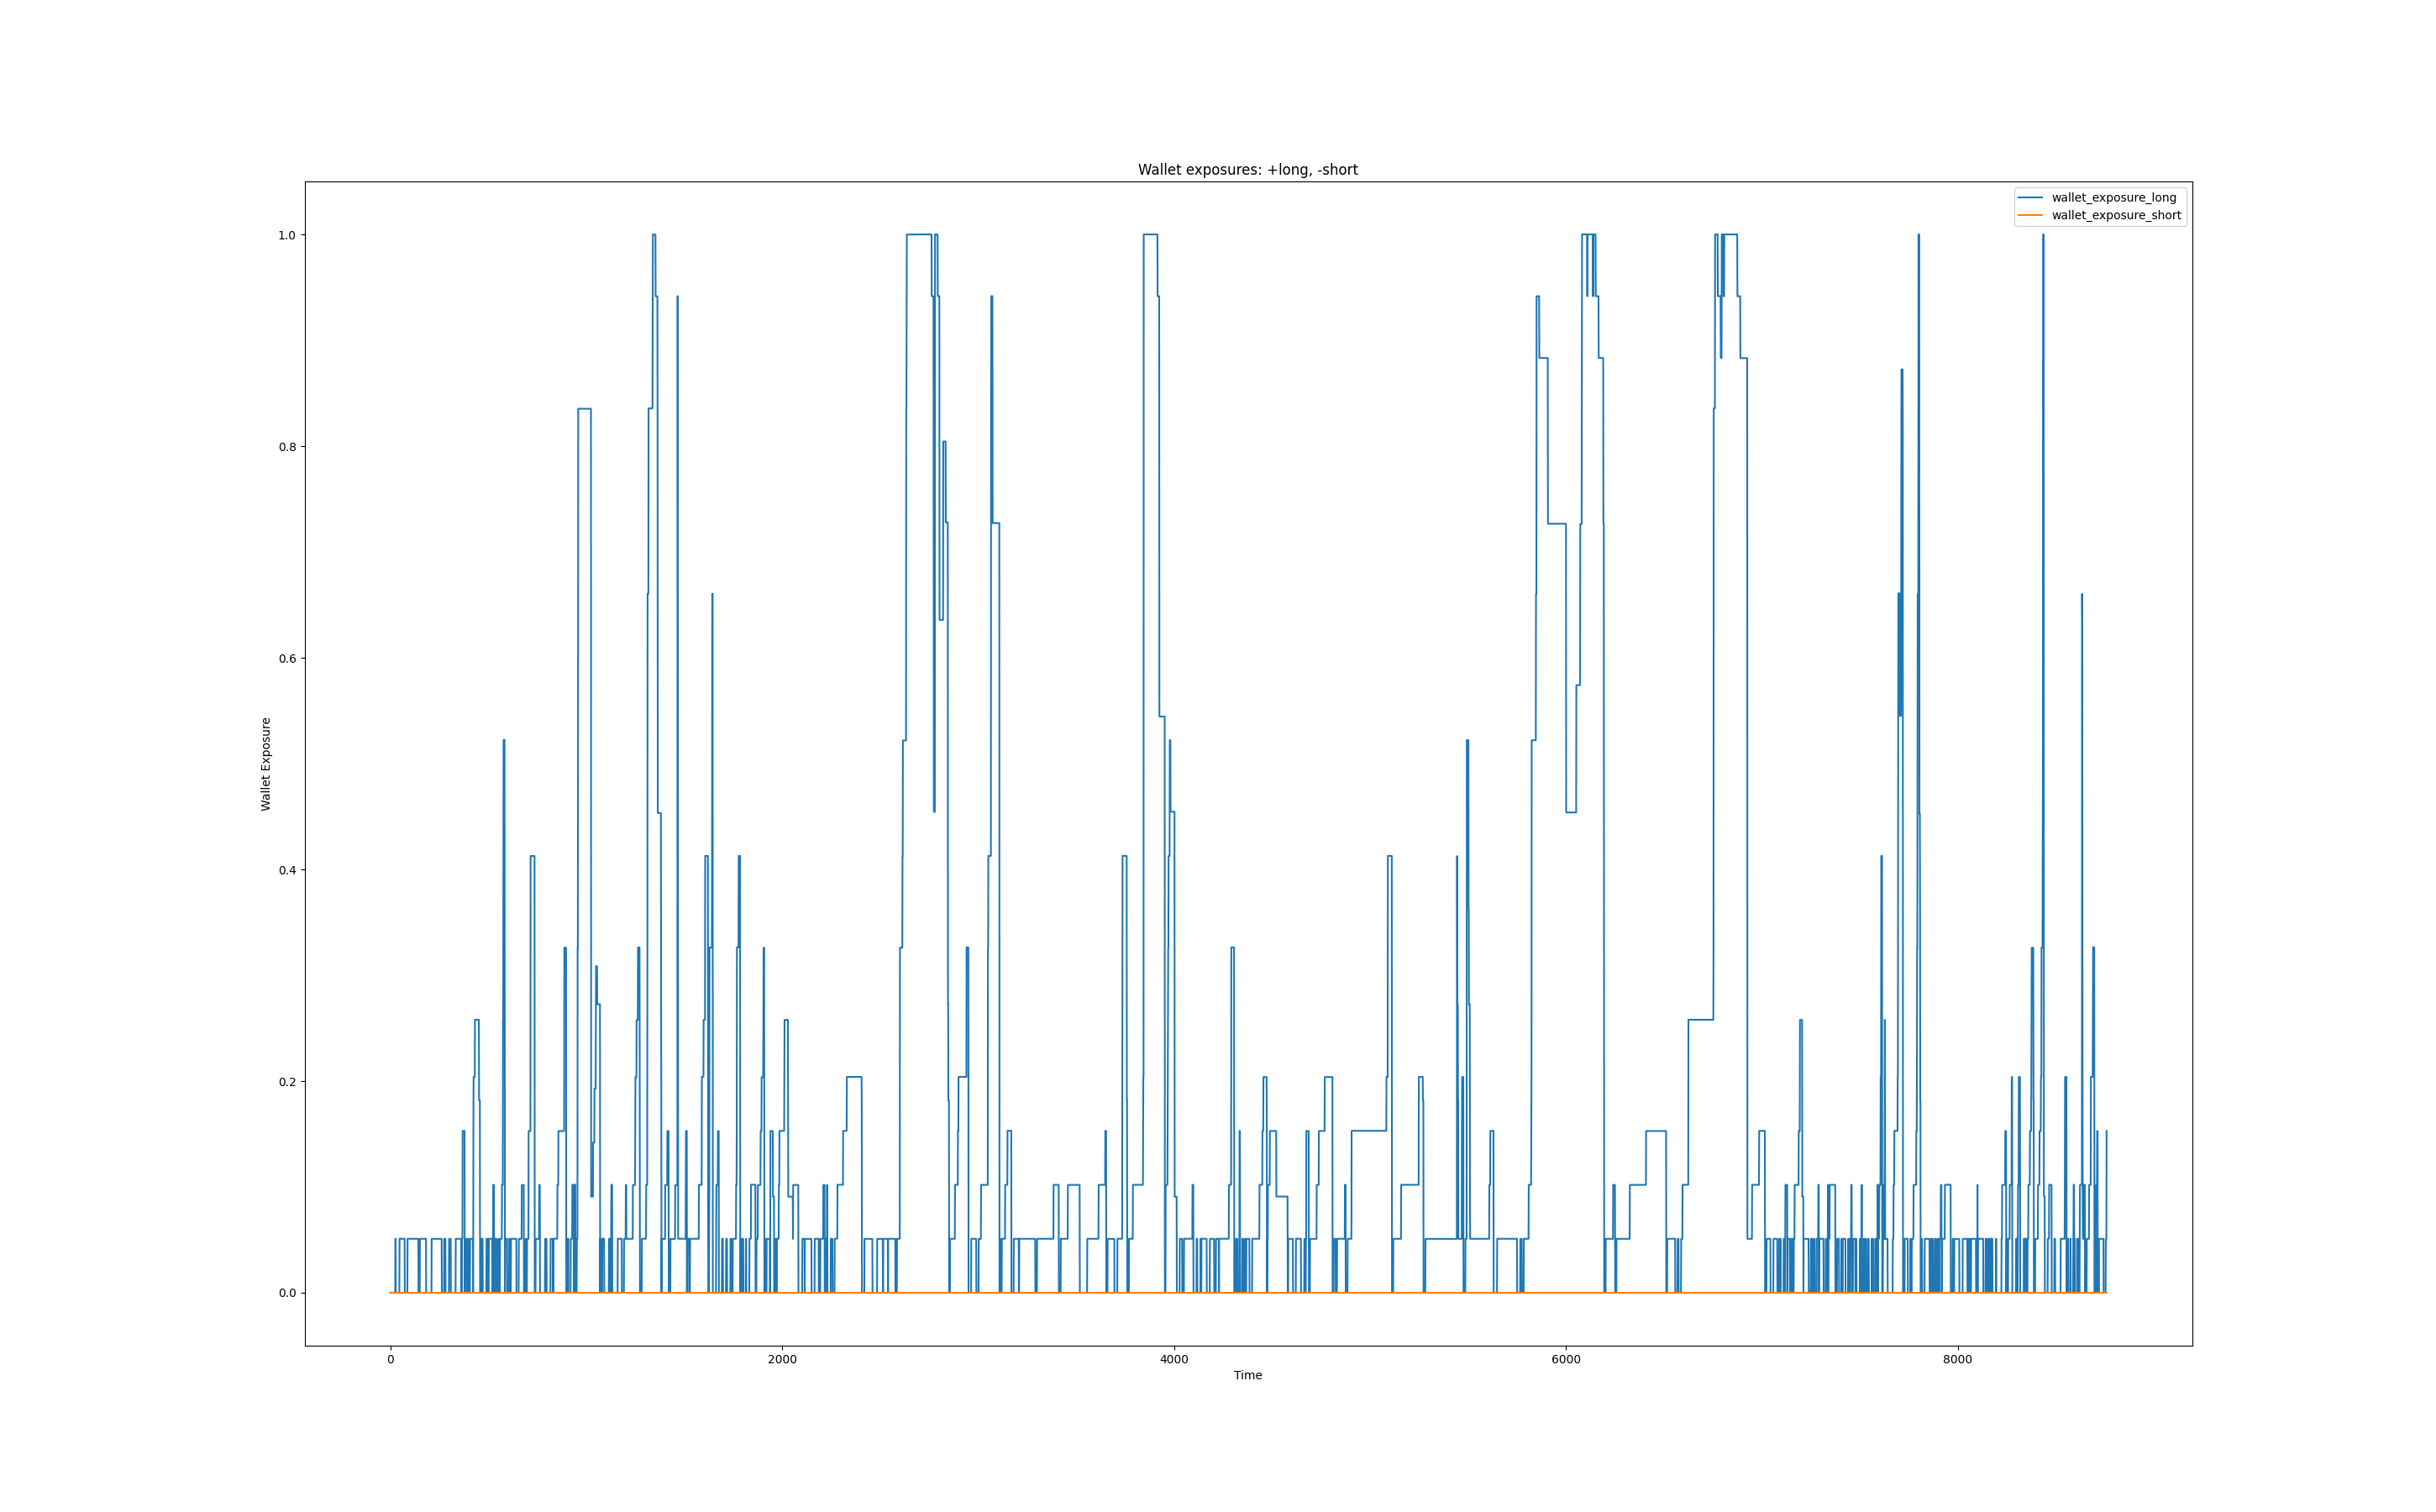 Wallet exposures: +long, -short
wallet_exposure_long
wallet_exposure_short
1.0
0.8
0.6
0.4
0.2
0.0
Wallet Exposure
0 2000 4000 6000 8000
Time